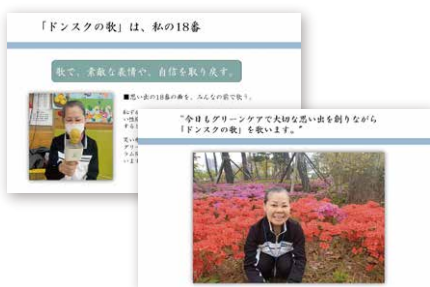 「ドンスクの歌」は、私の18番
歌で、素敵な表情や、自信を取り戻す。
■思い出の18番の曲を、みんなの前で歌う。
"今日もグリーンケアで大切な思い出を創りながら
「ドンスクの歌」を歌います。"